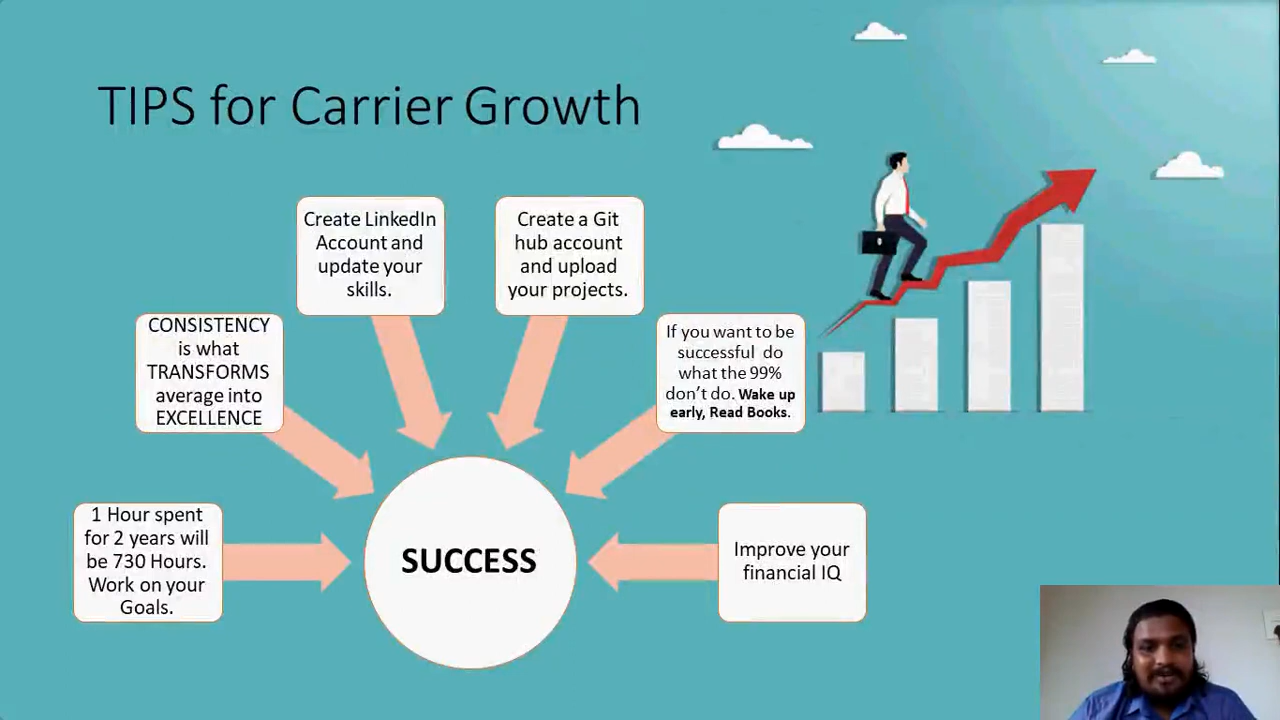 TIPS for Carrier Growth
Create LinkedIn
Account and
update your
skills.
Create a Git
hub account
and upload
your projects.
CONSISTENCY
is what
TRANSFORMS
average into
EXCELLENCE
If you want to be
successful do
what the 99%
don't do. Wake up
early, Read Books.
1 Hour spent
for 2 years will
be 730 Hours.
Work on your
Goals.
SUCCESS
Improve your
financial IQ